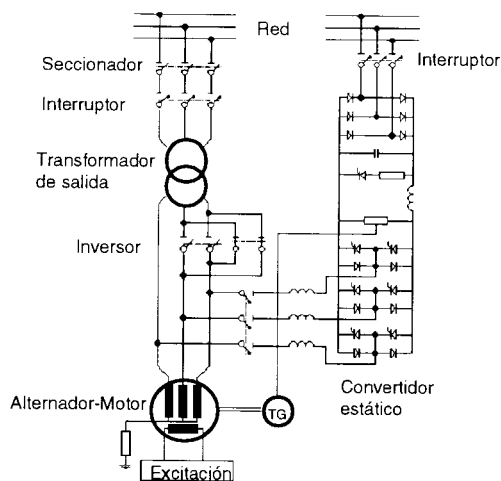 Red
Seccionador
Interruptor
Interruptor
Transformador
de salida
Inversor
Alternador-Motor
TG
Convertidor
estático
Excitación